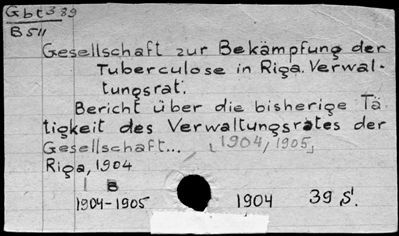 Gbt 389
B 511
Gesellschaft zur Bekämpfung der
Tuberculose in Riga. Verwal-
tungsrat.
Bericht über die bisherige Tä
tigkeit des Verwaltungsrates der
Gesellschaft... [1904, 1905]
Riga, 1904
I B
1904-1905 1904 39 S.